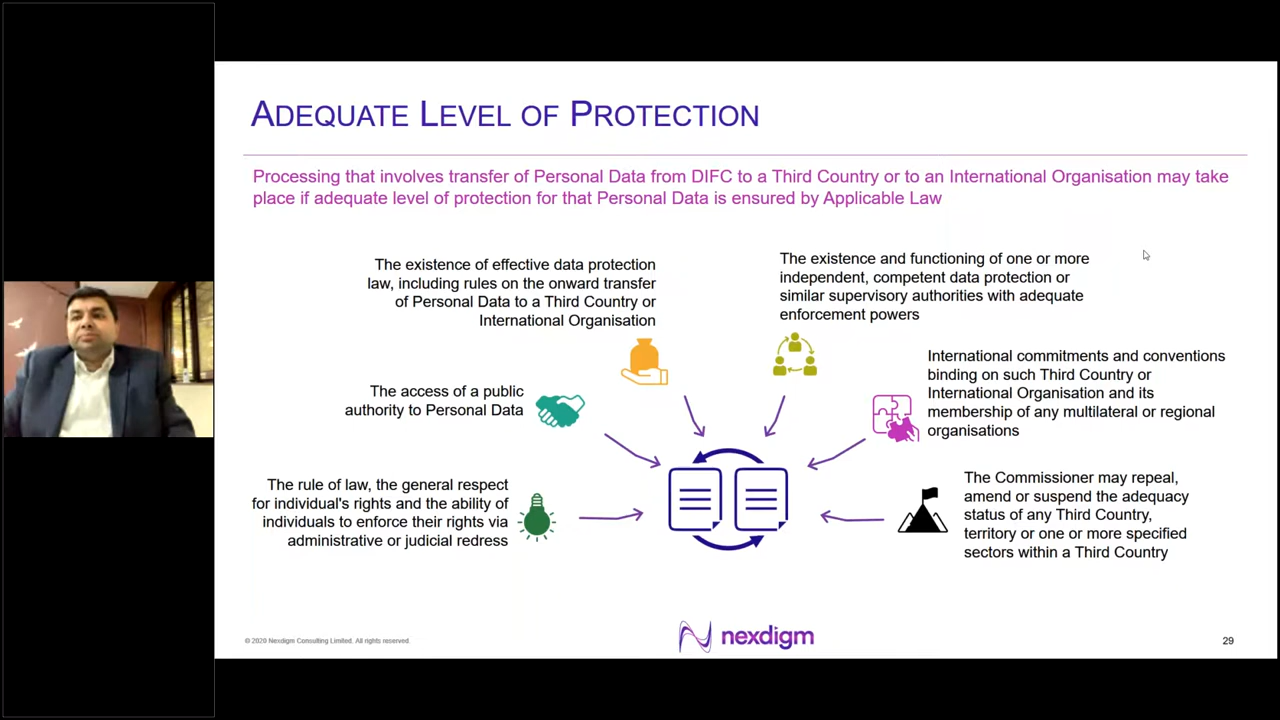 ADEQUATE LEVEL OF PROTECTION
Processing that involves transfer of Personal Data from DIFC to a Third Country or to an International Organisation may take
place if adequate level of protection for that Personal Data is ensured by Applicable Law
The existence of effective data protection
law, including rules on the onward transfer
of Personal Data to a Third Country or
International Organisation
The existence and functioning of one or more
independent, competent data protection or
similar supervisory authorities with adequate
enforcement powers
The access of a public
authority to Personal Data
International commitments and conventions
binding on such Third Country or
International Organisation and its
membership of any multilateral or regional
organisations
The rule of law, the general respect
for individual's rights and the ability of
individuals to enforce their rights via
administrative or judicial redress
The Commissioner may repeal,
amend or suspend the adequacy
status of any Third Country,
territory or one or more specified
sectors within a Third Country
© 2020 Nexdigm Consulting Limited. All rights reserved.
nexdigm
29